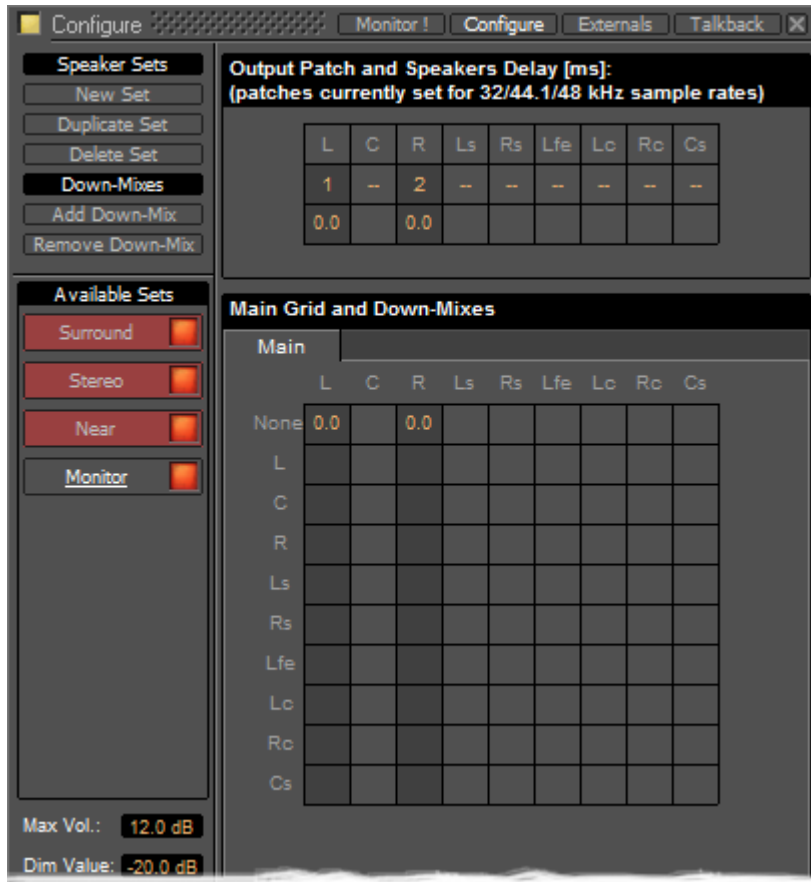 Configure Monitor ! Configure Externals Talkback X
Speaker Sets
New Set
Duplicate Set
Delete Set
Down-Mixes
Add Down-Mix
Remove Down-Mix
Available Sets
Surround
Stereo
Near
Monitor
Max Vol.: 12.0 dB
Dim Value: -20.0 dB
Output Patch and Speakers Delay [ms]:
(patches currently set for 32/44.1/48 kHz sample rates)
L C R Ls Rs Lfe Lc Rc Cs
1 -- 2 -- -- -- -- -- --
0.0 0.0
Main Grid and Down-Mixes
Main
L C R Ls Rs Lfe Lc Rc Cs
None 0.0 0.0
L
C
R
Ls
Rs
Lfe
Lc
Rc
Cs